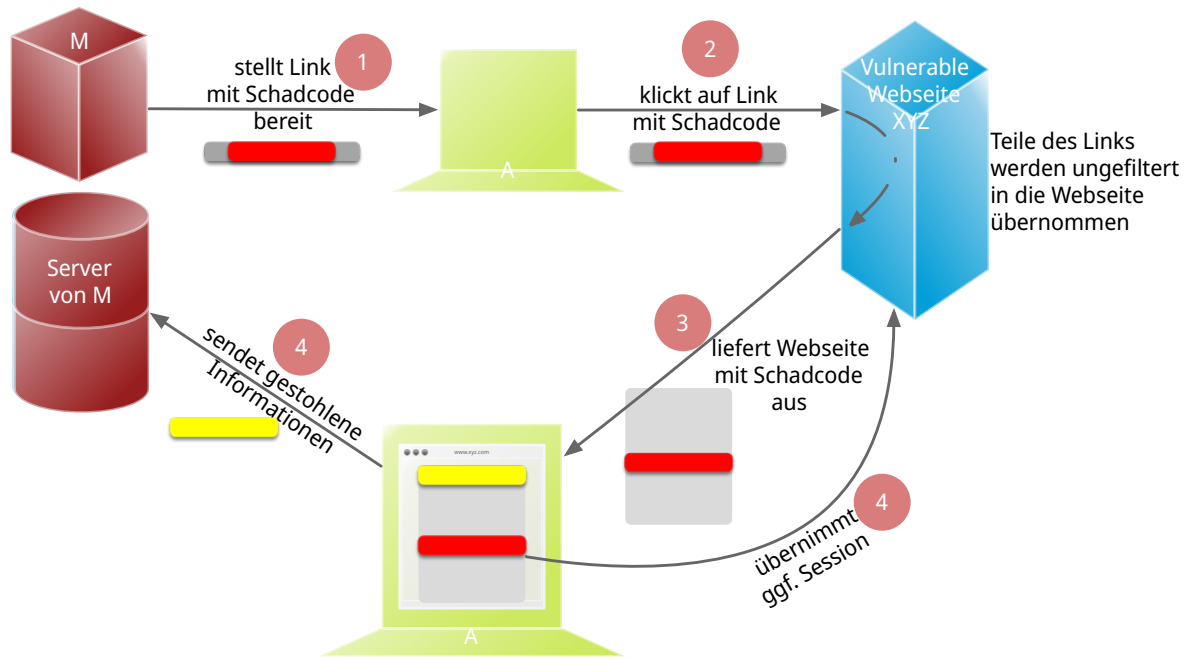 M
1
stellt Link
mit Schadcode
bereit
A
2
klickt auf Link
mit Schadcode
Vulnerable
Webseite
XYZ
Teile des Links
werden ungefiltert
in die Webseite
übernommen
Server
von M
3
liefert Webseite
mit Schadcode
aus
4
sendet gestohlene
Informationen
www.xyz.com
A
4
übernimmt
ggf. Session